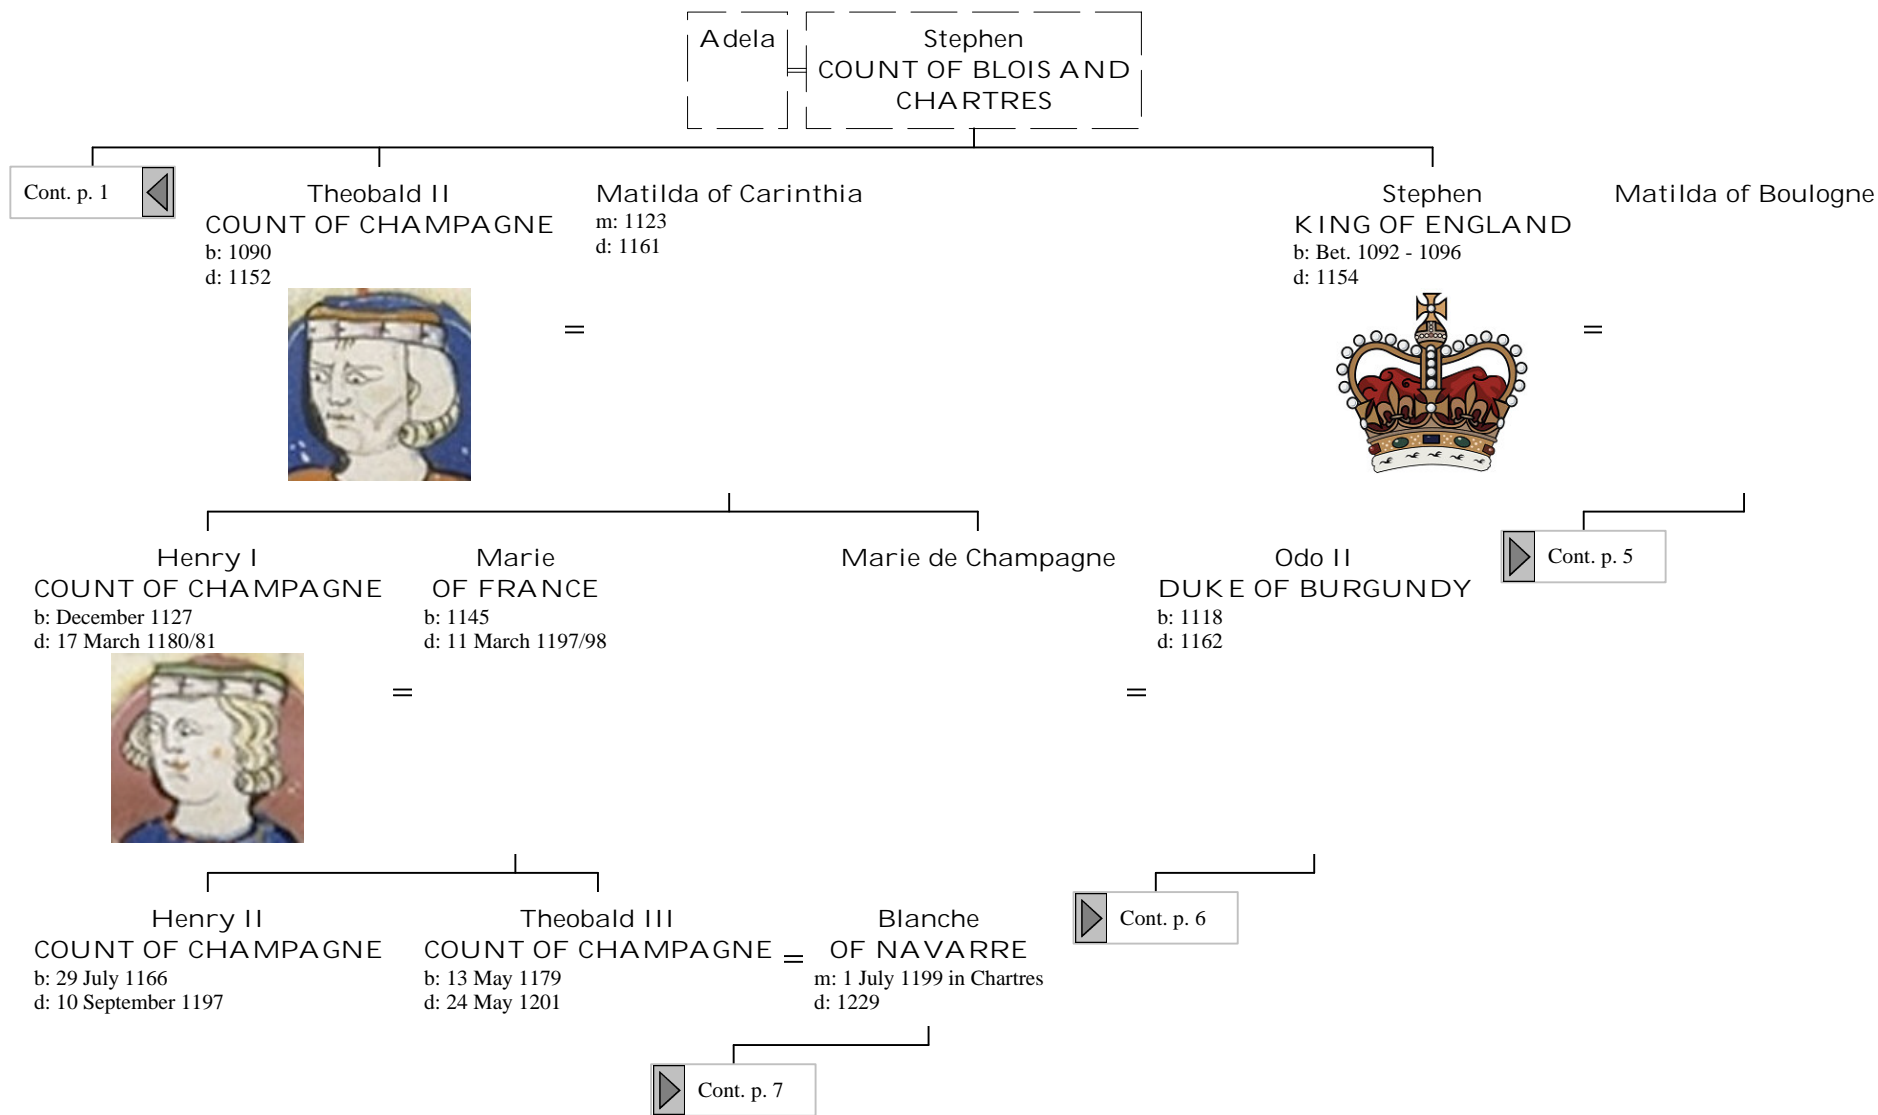 Adela
Stephen
COUNT OF BLOIS AND
CHARTRES
Cont. p. 1
Theobald II
COUNT OF CHAMPAGNE
b: 1090
d: 1152
=
Matilda of Carinthia
m: 1123
d: 1161
Stephen
KING OF ENGLAND
b: Bet. 1092 - 1096
d: 1154
=
Matilda of Boulogne
Henry I
COUNT OF CHAMPAGNE
b: December 1127
d: 17 March 1180/81
=
Marie
OF FRANCE
b: 1145
d: 11 March 1197/98
Marie de Champagne
=
Odo II
DUKE OF BURGUNDY
b: 1118
d: 1162
Cont. p. 5
Henry II
COUNT OF CHAMPAGNE
b: 29 July 1166
d: 10 September 1197
Theobald III
COUNT OF CHAMPAGNE
b: 13 May 1179
d: 24 May 1201
=
Blanche
OF NAVARRE
m: 1 July 1199 in Chartres
d: 1229
Cont. p. 6
Cont. p. 7